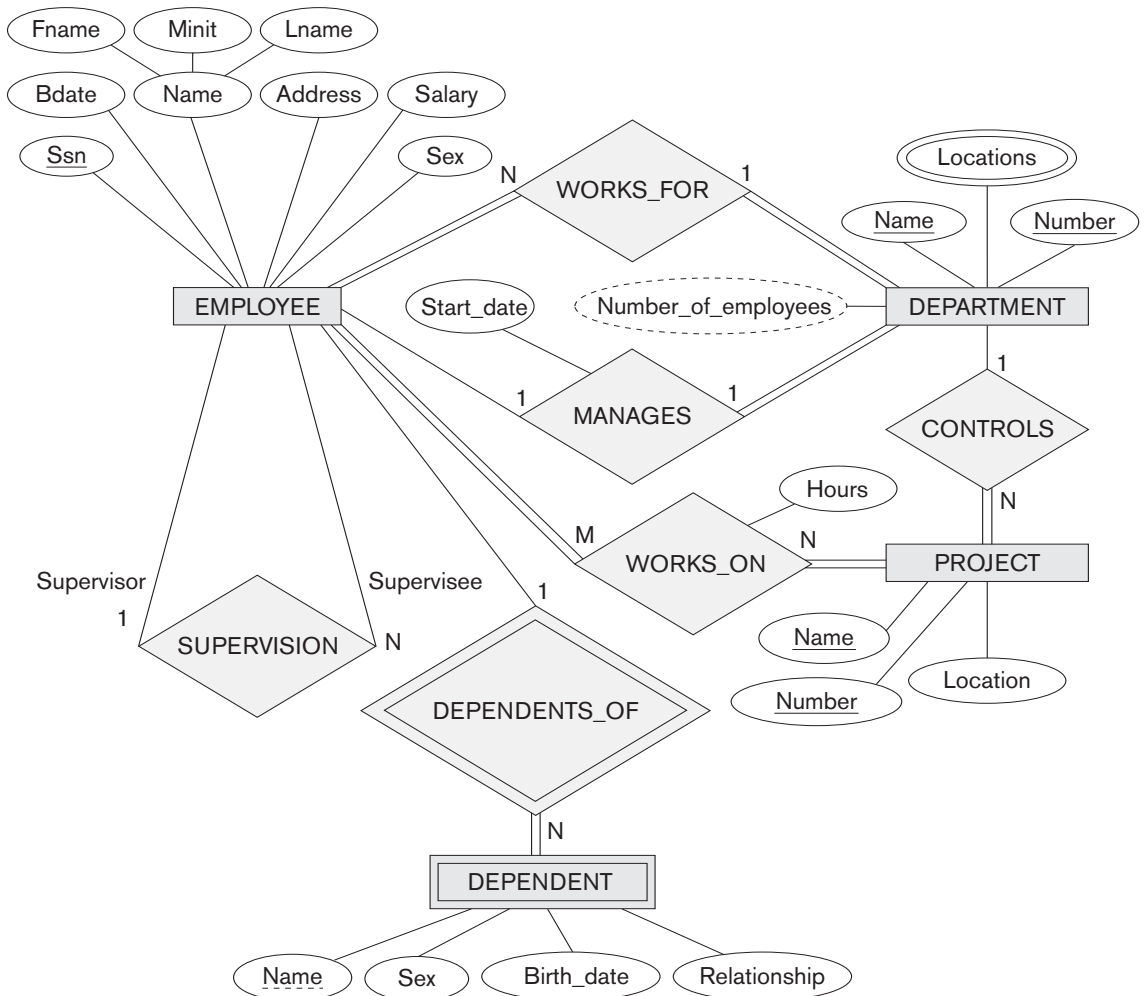 Fname
Minit
Lname
Bdate
Name
Address
Salary
Ssn
Sex
N
WORKS_FOR
1
Locations
Name
Number
EMPLOYEE
Start_date
Number_of_employees
DEPARTMENT
1
MANAGES
1
1
CONTROLS
N
Hours
M
WORKS_ON
N
PROJECT
Supervisor
1
SUPERVISION
Supervisee
N
1
Name
Number
Location
DEPENDENTS_OF
N
DEPENDENT
Name
Sex
Birth_date
Relationship